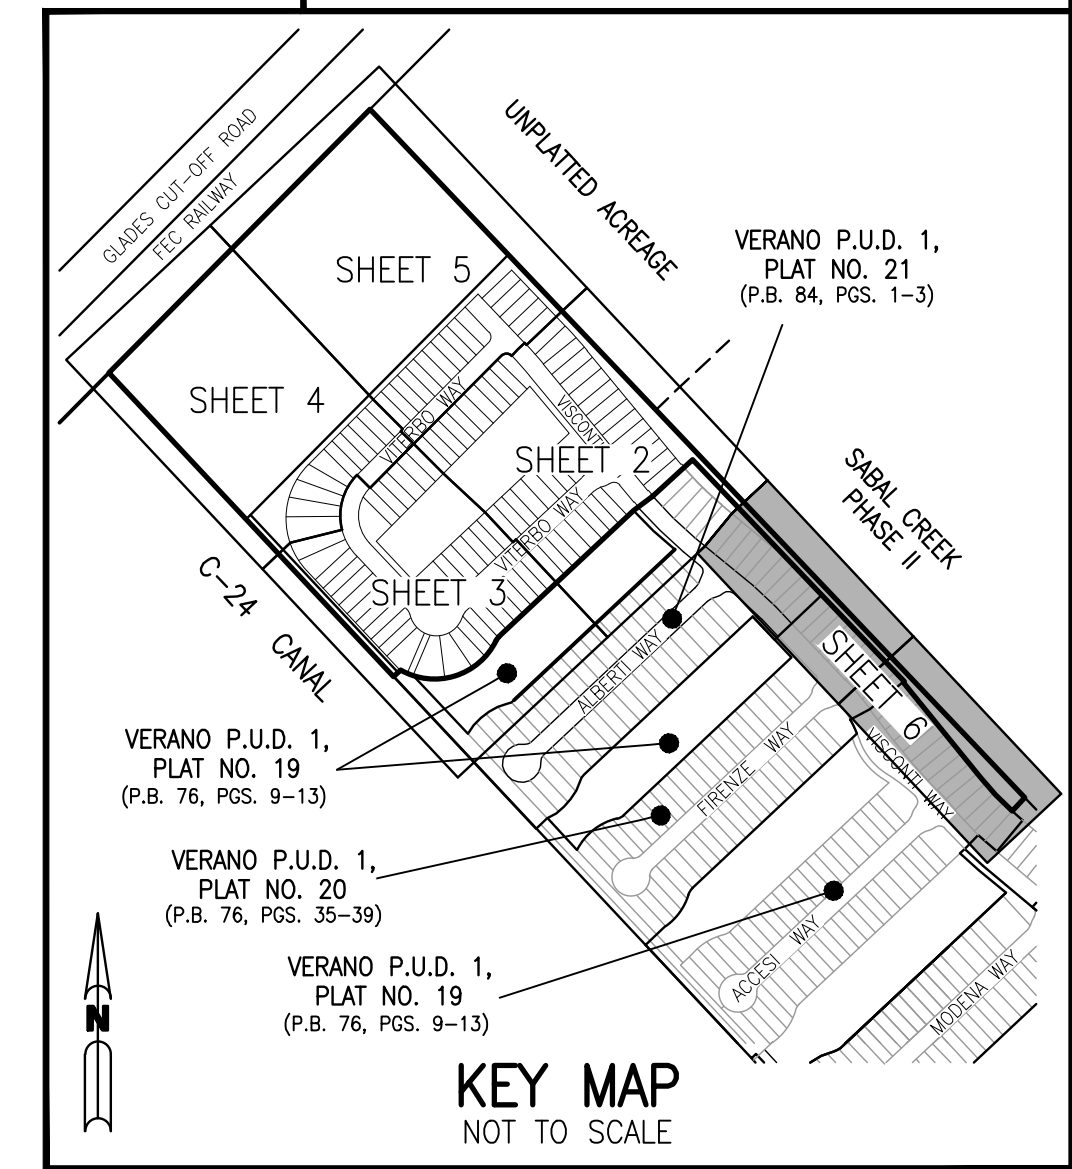 GLADES CUT-OFF ROAD
FEC RAILWAY
UNPLATTED ACREAGE
VERANO P.U.D. 1,
PLAT NO. 21
(P.B. 84, PGS. 1-3)
SHEET 5
SHEET 4
VITERBO WAY
VISCONTI
SHEET 2
SABAL CREEK
PHASE II
VITERBO WAY
SHEET 3
C-24 CANAL
SHEET 6
ALBERTI WAY
VERANO P.U.D. 1,
PLAT NO. 19
(P.B. 76, PGS. 9-13)
FIRENZE WAY
VISCONTI WAY
VERANO P.U.D. 1,
PLAT NO. 20
(P.B. 76, PGS. 35-39)
ACCESI WAY
MODENA WAY
VERANO P.U.D. 1,
PLAT NO. 19
(P.B. 76, PGS. 9-13)
N
KEY MAP
NOT TO SCALE